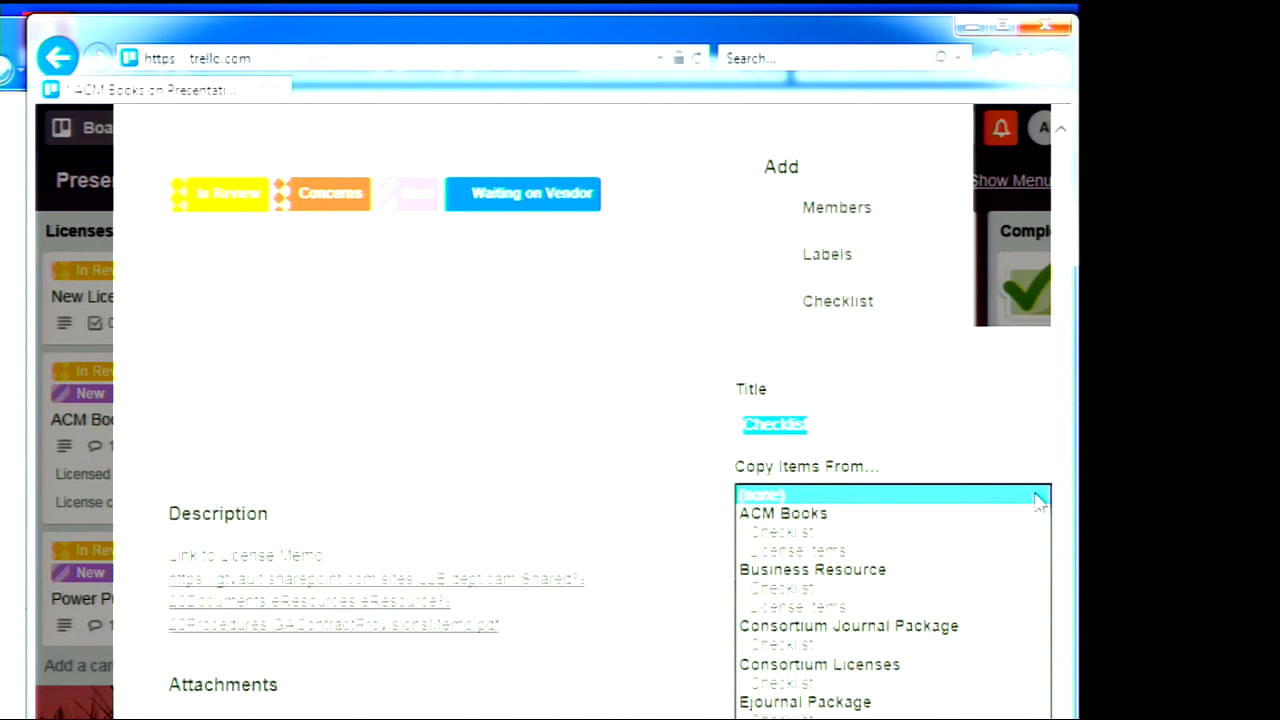 https trello.com
Search...
ACM Books on Presentati...
Boa
A
Presen
Show Menu
In Review
Concerns
Waiting on Vendor
Add
Members
Labels
Checklist
Licenses
In Rev
New Lice
In Rev
New
ACM Boo
Licensed
License c
In Rev
New
Power Pu
Add a car
Comple
Title
Checklist
Copy Items From...
(none)
ACM Books
Checklist
License Items
Business Resource
Checklist
License Items
Consortium Journal Package
Checklist
Consortium Licenses
Checklist
Ejournal Package
Description
Link to License Memo
Attachments